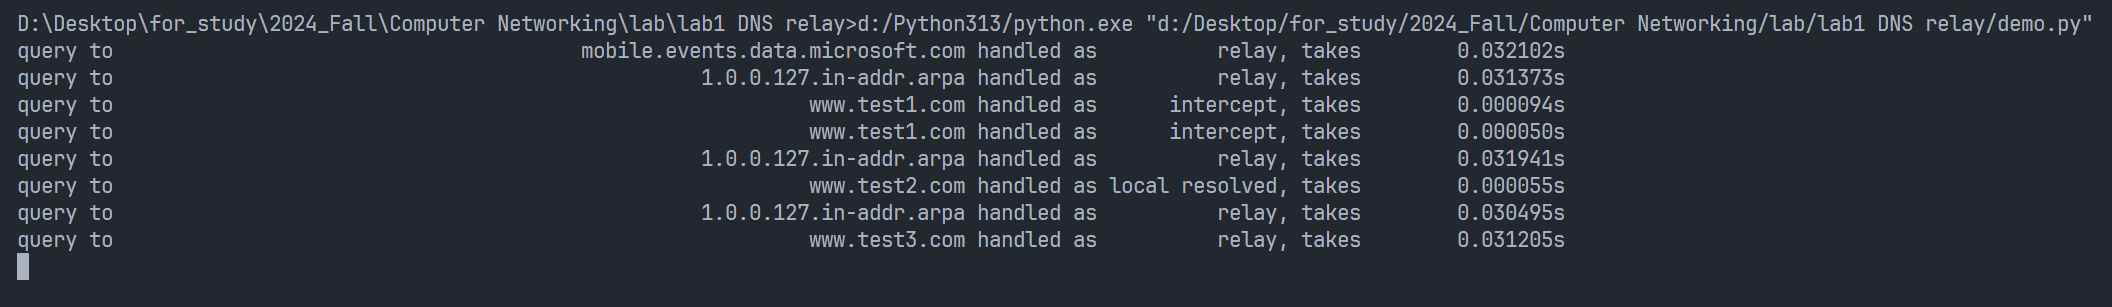 D:\Desktop\for_study\2024_Fall\Computer Networking\lab\lab1 DNS relay>d:/Python313/python.exe "d:/Desktop/for_study/2024_Fall/Computer Networking/lab/lab1 DNS relay/demo.py"
query to mobile.events.data.microsoft.com handled as relay, takes 0.032102s
query to 1.0.0.127.in-addr.arpa handled as relay, takes 0.031373s
query to www.test1.com handled as intercept, takes 0.000094s
query to www.test1.com handled as intercept, takes 0.000050s
query to 1.0.0.127.in-addr.arpa handled as relay, takes 0.031941s
query to www.test2.com handled as local resolved, takes 0.000055s
query to 1.0.0.127.in-addr.arpa handled as relay, takes 0.030495s
query to www.test3.com handled as relay, takes 0.031205s